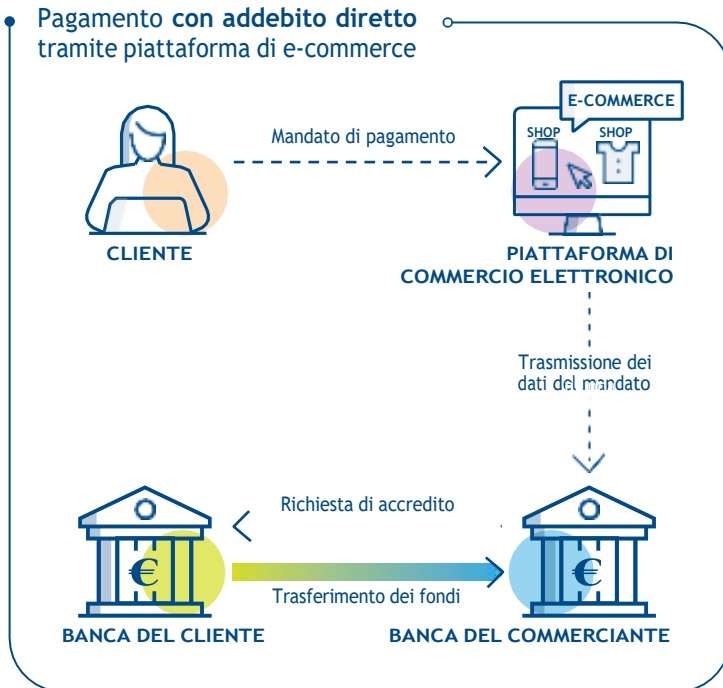 Pagamento con addebito diretto
tramite piattaforma di e-commerce
E-COMMERCE
SHOP SHOP
Mandato di pagamento
CLIENTE
PIATTAFORMA DI
COMMERCIO ELETTRONICO
Trasmissione dei
dati del mandato
Richiesta di accredito
€ €
Trasferimento dei fondi
BANCA DEL CLIENTE BANCA DEL COMMERCIANTE